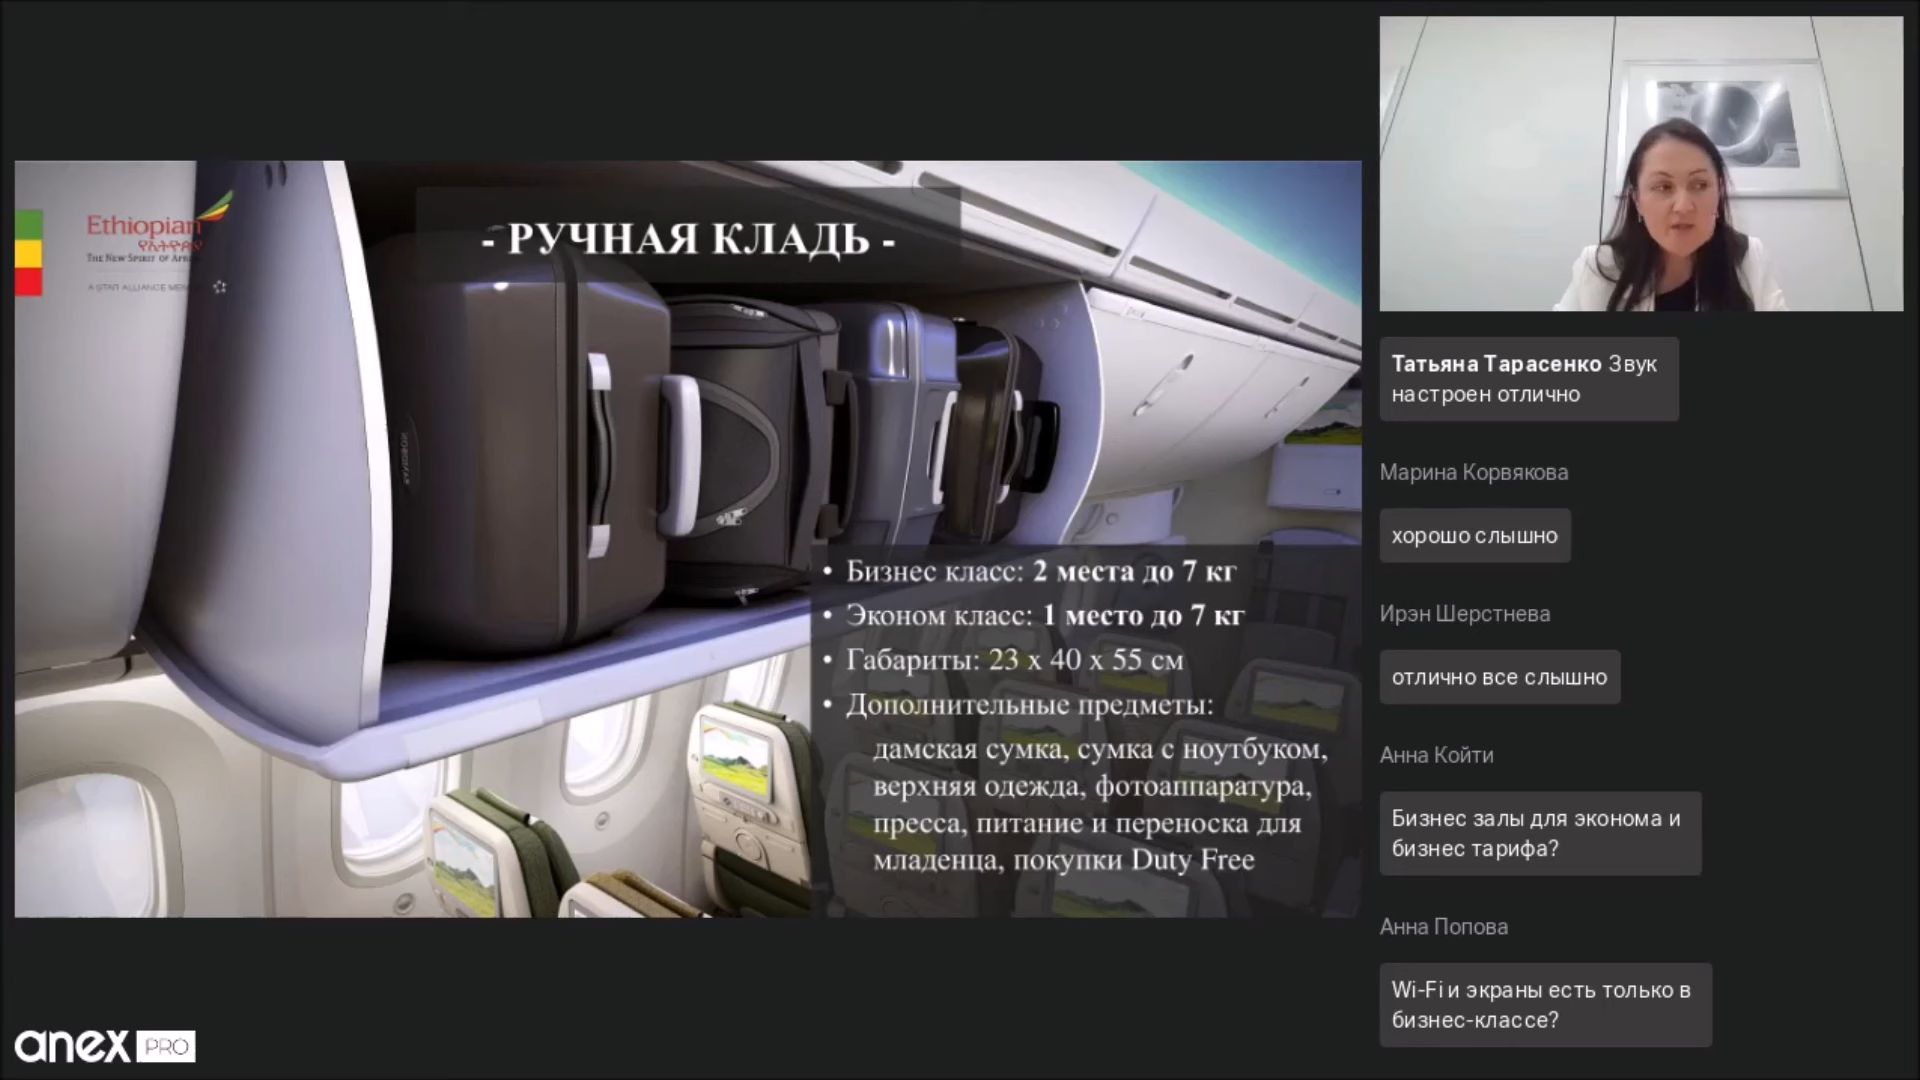 Ethiopian
የኢትዮጵያ
THE NEW SPIRIT OF
A STAR ALLIANCE
- РУЧНАЯ КЛАДЬ -
• Бизнес класс: 2 места до 7 кг
• Эконом класс: 1 место до 7 кг
• Габариты: 23 x 40 x 55 см
• Дополнительные предметы:
дамская сумка, сумка с ноутбуком,
верхняя одежда, фотоаппаратура,
пресса, питание и переноска для
младенца, покупки Duty Free
anex PRO
Татьяна Тарасенко Звук
настроен отлично
Марина Корвякова
хорошо слышно
Ирэн Шерстнева
отлично все слышно
Анна Койти
Бизнес залы для эконома и
бизнес тарифа?
Анна Попова
Wi-Fi и экраны есть только в
бизнес-классе?